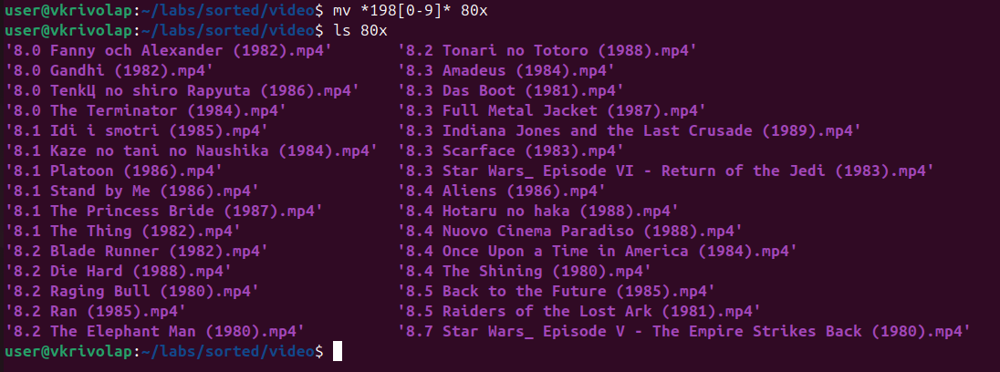 user@vkrivolap:~/labs/sorted/video$ mv *198[0-9]* 80x
user@vkrivolap:~/labs/sorted/video$ ls 80x
'8.0 Fanny och Alexander (1982).mp4' '8.2 Tonari no Totoro (1988).mp4'
'8.0 Gandhi (1982).mp4' '8.3 Amadeus (1984).mp4'
'8.0 TenkЦ no shiro Rapyuta (1986).mp4' '8.3 Das Boot (1981).mp4'
'8.0 The Terminator (1984).mp4' '8.3 Full Metal Jacket (1987).mp4'
'8.1 Idi i smotri (1985).mp4' '8.3 Indiana Jones and the Last Crusade (1989).mp4'
'8.1 Kaze no tani no Naushika (1984).mp4' '8.3 Scarface (1983).mp4'
'8.1 Platoon (1986).mp4' '8.3 Star Wars_ Episode VI - Return of the Jedi (1983).mp4'
'8.1 Stand by Me (1986).mp4' '8.4 Aliens (1986).mp4'
'8.1 The Princess Bride (1987).mp4' '8.4 Hotaru no haka (1988).mp4'
'8.1 The Thing (1982).mp4' '8.4 Nuovo Cinema Paradiso (1988).mp4'
'8.2 Blade Runner (1982).mp4' '8.4 Once Upon a Time in America (1984).mp4'
'8.2 Die Hard (1988).mp4' '8.4 The Shining (1980).mp4'
'8.2 Raging Bull (1980).mp4' '8.5 Back to the Future (1985).mp4'
'8.2 Ran (1985).mp4' '8.5 Raiders of the Lost Ark (1981).mp4'
'8.2 The Elephant Man (1980).mp4' '8.7 Star Wars_ Episode V - The Empire Strikes Back (1980).mp4'
user@vkrivolap:~/labs/sorted/video$